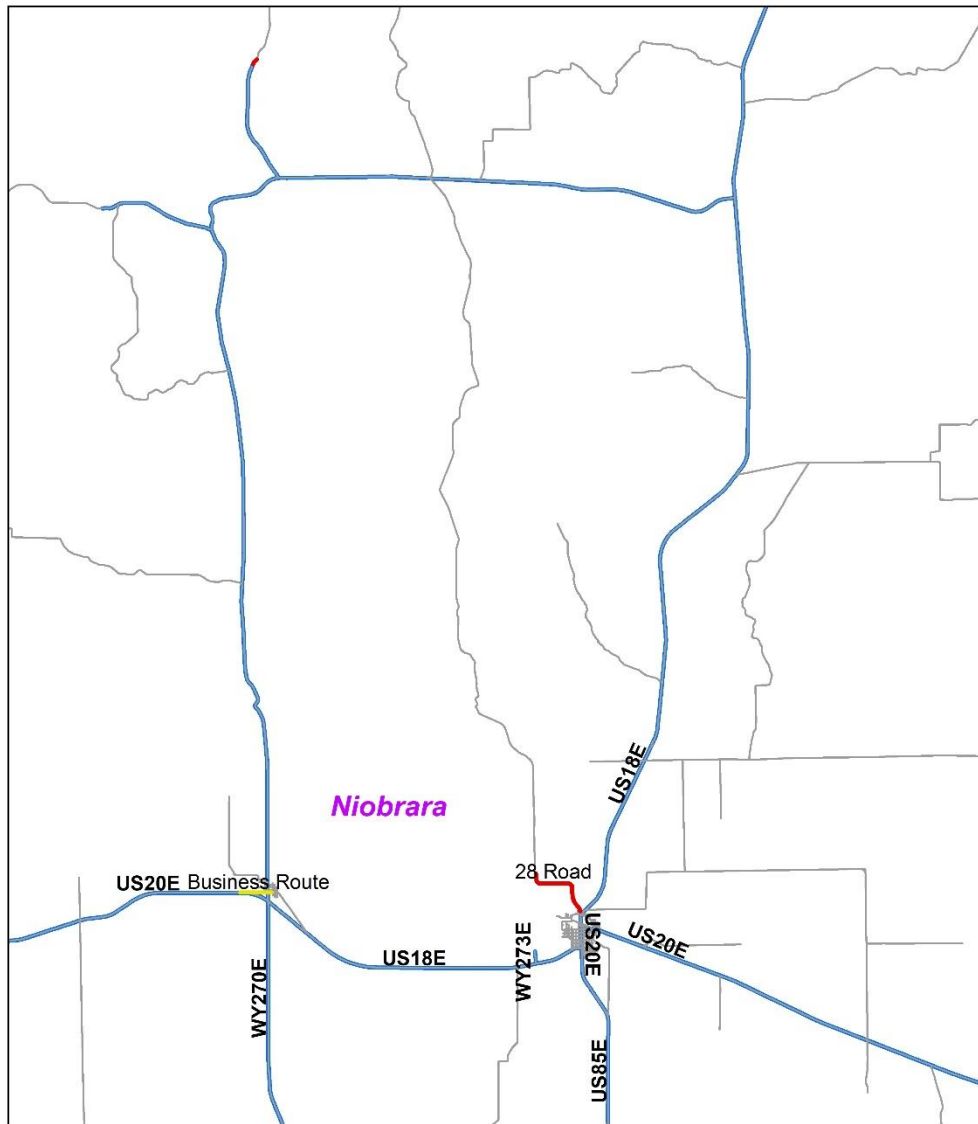 US18E
Niobrara
28 Road
US20E
Business Route
US20E
US20E
WY273E
US18E
WY270E
US85E